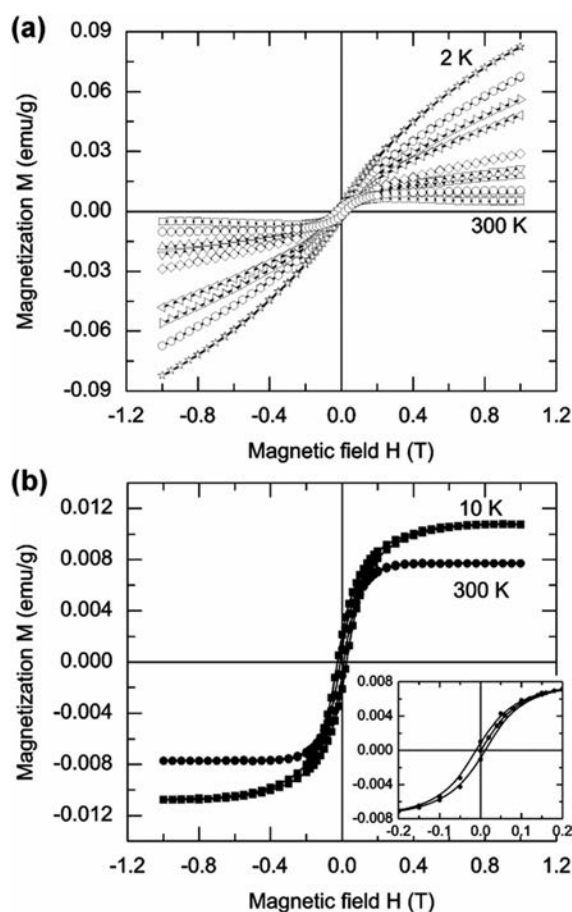 (a)
0.09
0.06
0.03
0.00
-0.03
-0.06
-0.09
Magnetization M (emu/g)
2 K
300 K
-1.2 -0.8 -0.4 0.0 0.4 0.8 1.2
Magnetic field H (T)
(b)
0.012
0.008
0.004
0.000
-0.004
-0.008
-0.012
Magnetization M (emu/g)
10 K
300 K
0.008
0.004
0.000
-0.004
-0.008
-0.2 -0.1 0.0 0.1 0.2
-1.2 -0.8 -0.4 0.0 0.4 0.8 1.2
Magnetic field H (T)